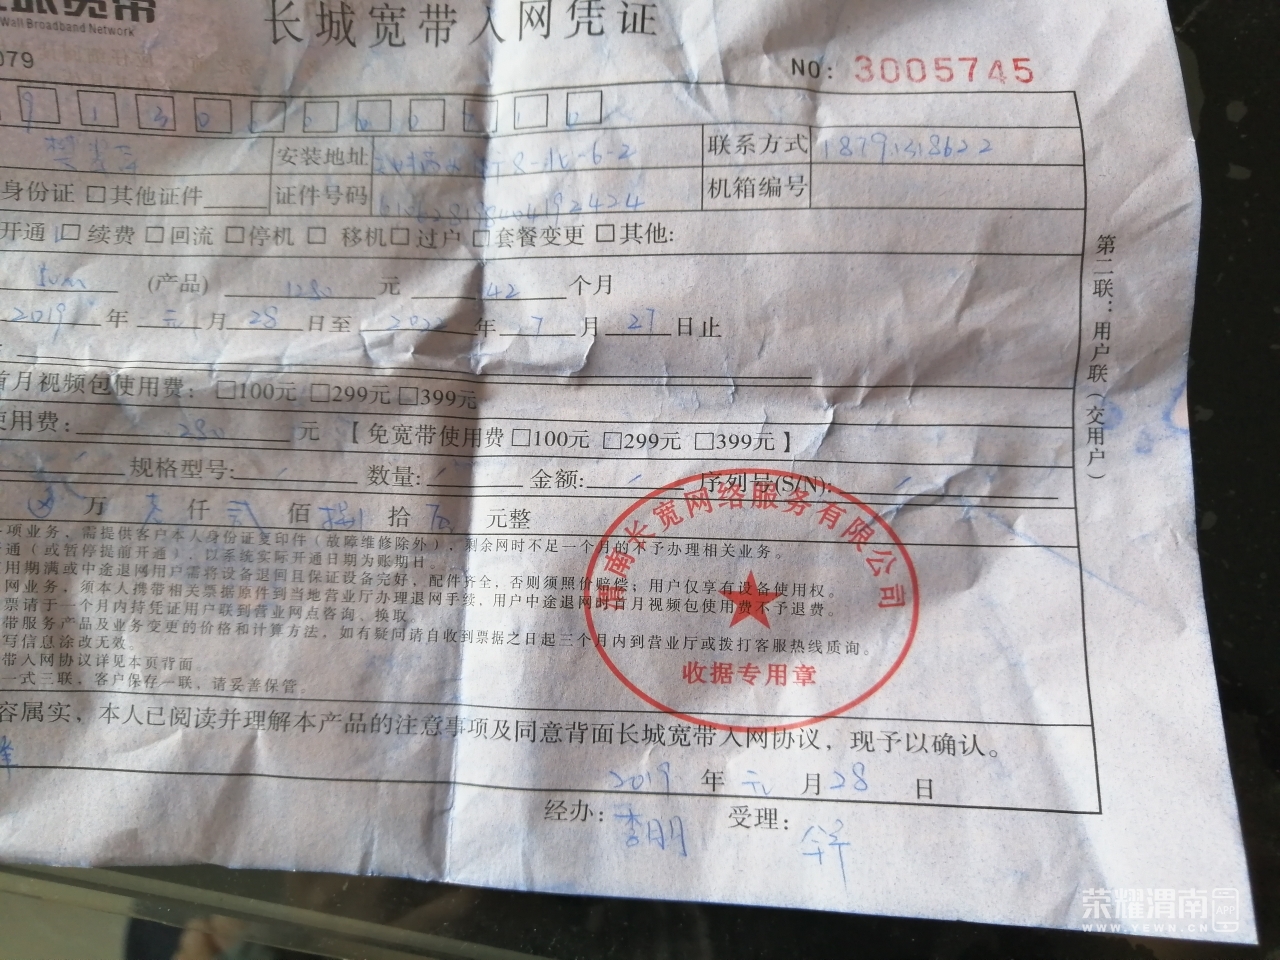 Wall Broadband Network
长城宽带入网凭证
079
NO: 3005745
安装地址
联系方式
身份证 □其他证件
证件号码
机箱编号
开通 □续费 □回流 □停机 □ 移机□过户 □套餐变更 □其他:
(产品) 元 42 个月
2019 年 元 月 28 日至 2022 年 7 月 27 日止
首月视频包使用费: □100元 □299元 □399元
使用费: 280 元 【免宽带使用费 □100元 □299元 □399元】
规格型号: 数量: 金额: 序列号(S/N):
万 仟 贰 佰 捌 拾 元整
项业务，需提供客户本人身份证复印件（故障维修除外），剩余网时不足一个月的不予办理相关业务。
通（或暂停提前开通），以系统实际开通日期为账期日。
用期满或中途退网用户需将设备退回且保证设备完好，配件齐全，否则须照价赔偿；用户仅享有设备使用权。
网业务，须本人携带相关票据原件到当地营业厅办理退网手续，用户中途退网时首月视频包使用费不予退费。
票请于一个月内持凭证用户联到营业网点咨询、换取。
带服务产品及业务变更的价格和计算方法，如有疑问请自收到票据之日起三个月内到营业厅或拨打客服热线质询。
写信息涂改无效。
带入网协议详见本页背面。
一式三联，客户保存一联，请妥善保管。
渭南长宽网络服务有限公司
收据专用章
容属实，本人已阅读并理解本产品的注意事项及同意背面长城宽带入网协议，现予以确认。
2019 年 元 月 28 日
经办: 李朋 受理:
第二联：用户联（交用户）
荣耀渭南 APP
WWW.YEWN.CN